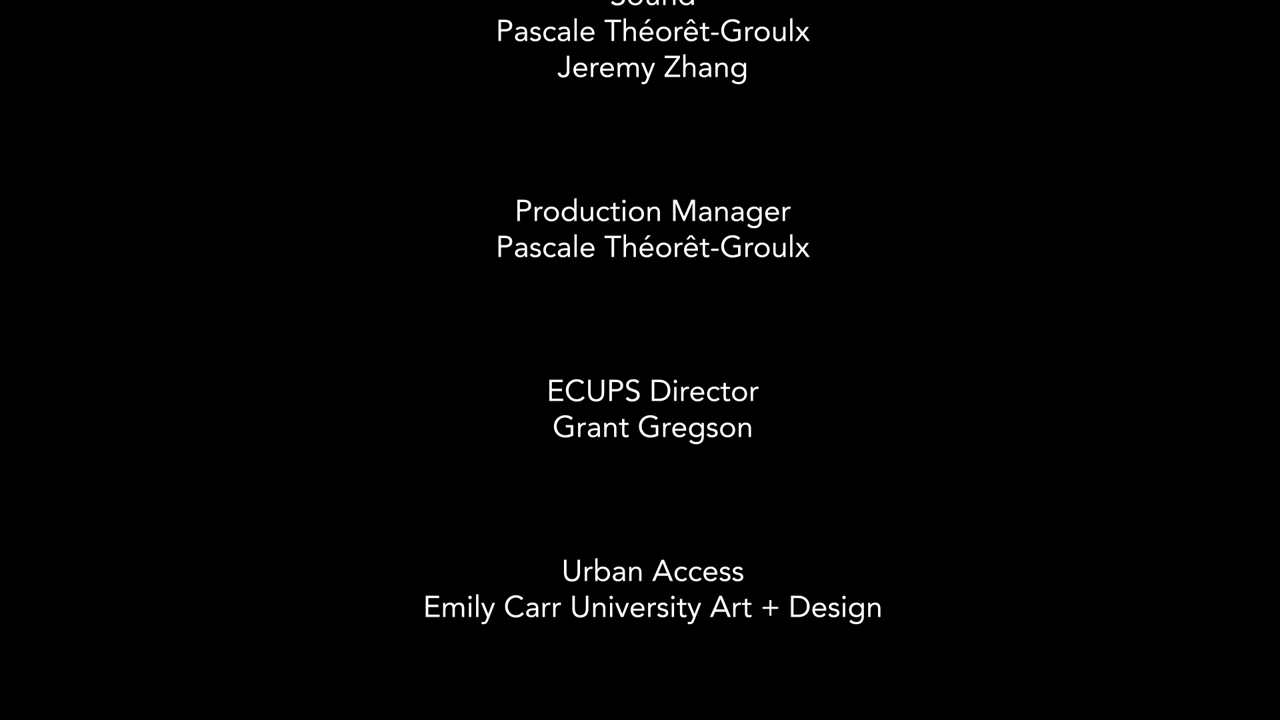 Sound
Pascale Théorêt-Groulx
Jeremy Zhang
Production Manager
Pascale Théorêt-Groulx
ECUPS Director
Grant Gregson
Urban Access
Emily Carr University Art + Design